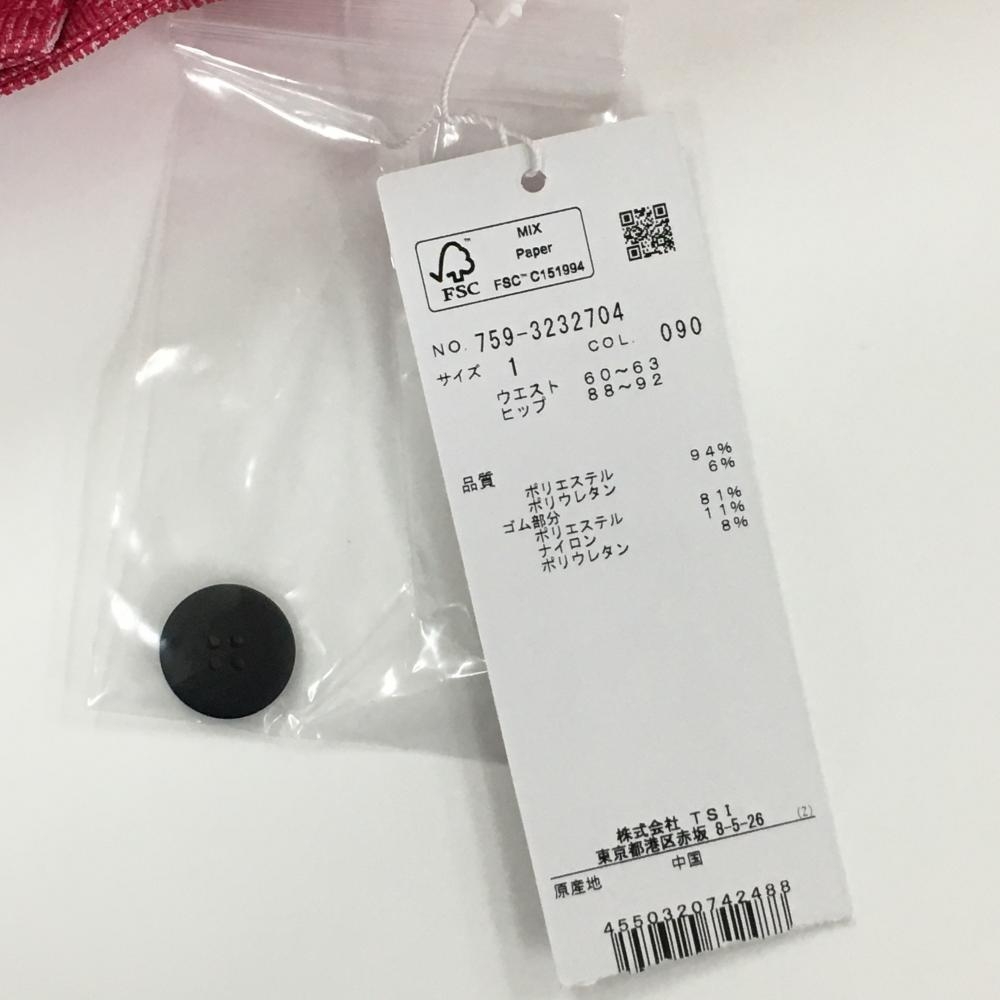 MIX
Paper
FSC™ C151994
FSC
NO. 759-3232704
サイズ 1 COL. 090
ウエスト 60～63
ヒップ 88～92
品質
ポリエステル 94%
ポリウレタン 6%
ゴム部分
ポリエステル 81%
ナイロン 11%
ポリウレタン 8%
株式会社 TSI (Z)
東京都港区赤坂 8-5-26
原産地 中国
4550320742488